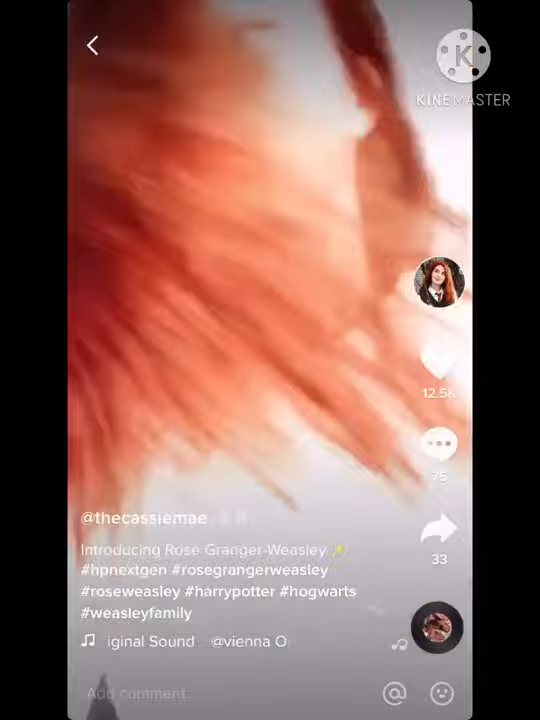 K
KINEMASTER
12.5K
75
@thecassiemae
Introducing Rose Granger-Weasley ✨
#hpnextgen #rosegrangerweasley
#roseweasley #harrypotter #hogwarts
#weasleyfamily
33
iginal Sound @vienna O
Add comment.